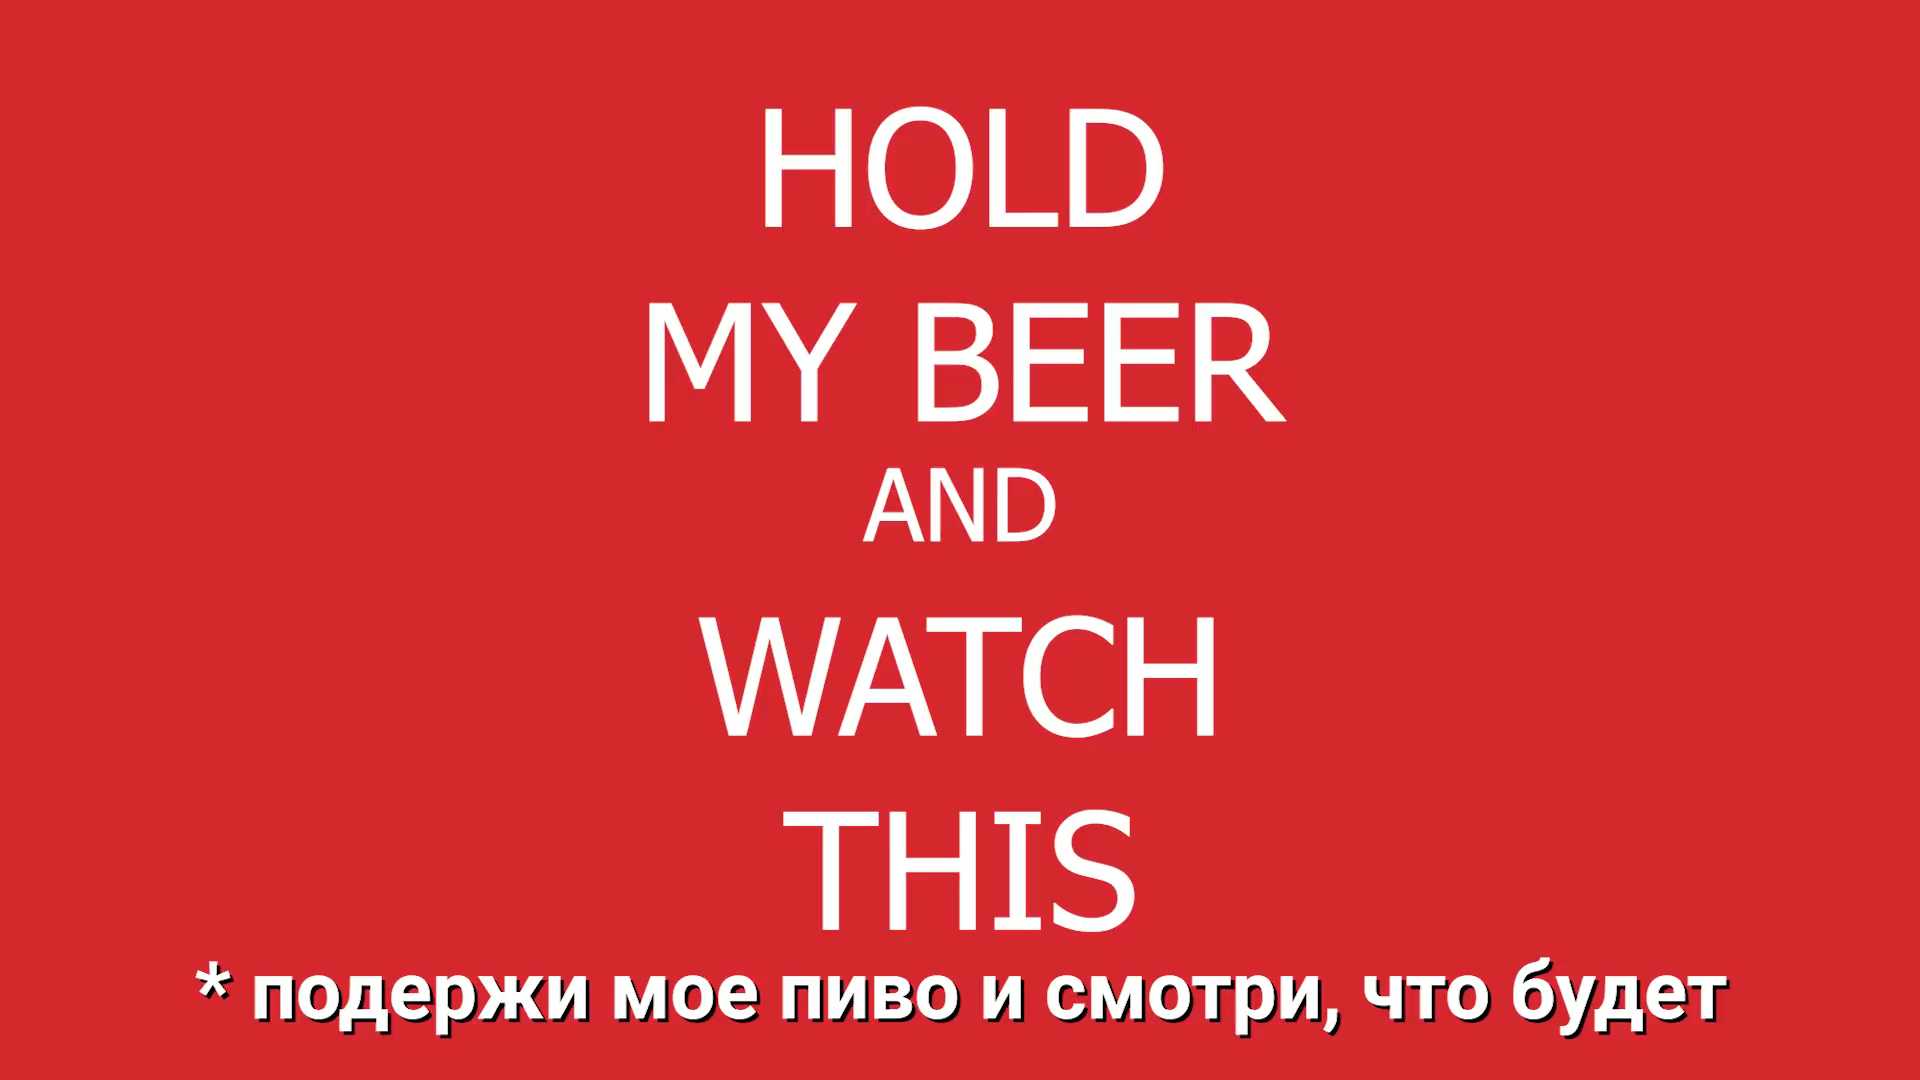 HOLD
MY BEER
AND
WATCH
THIS
* подержи мое пиво и смотри, что будет